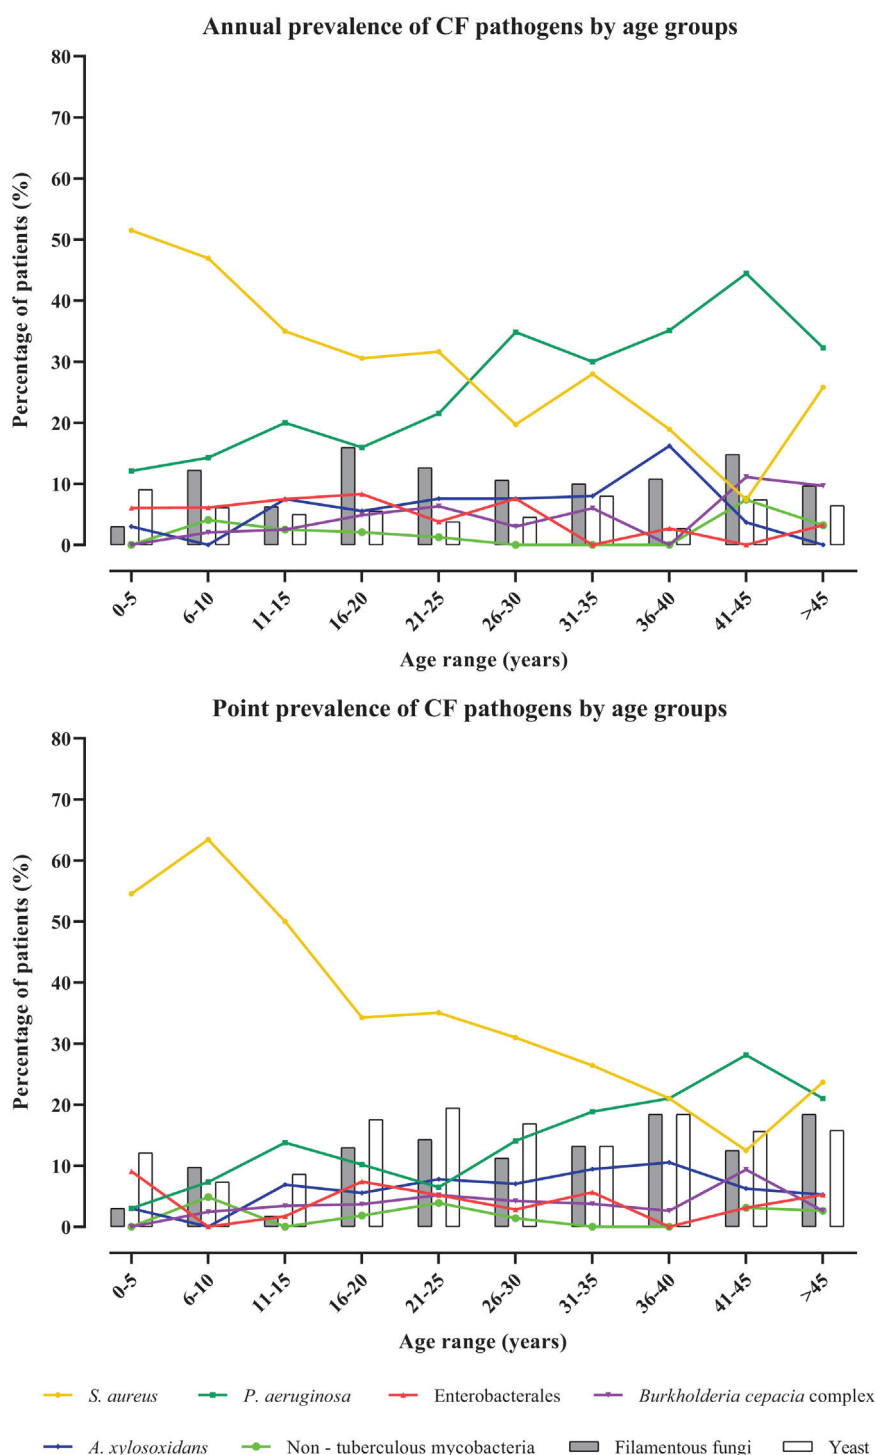 Annual prevalence of CF pathogens by age groups
80
70
60
50
40
30
20
10
0
Percentage of patients (%)
0-5 6-10 11-15 16-20 21-25 26-30 31-35 36-40 41-45 >45
Age range (years)
Point prevalence of CF pathogens by age groups
80
70
60
50
40
30
20
10
0
Percentage of patients (%)
0-5 6-10 11-15 16-20 21-25 26-30 31-35 36-40 41-45 >45
Age range (years)
S. aureus P. aeruginosa Enterobacterales Burkholderia cepacia complex
A. xylosoxidans Non - tuberculous mycobacteria Filamentous fungi Yeast